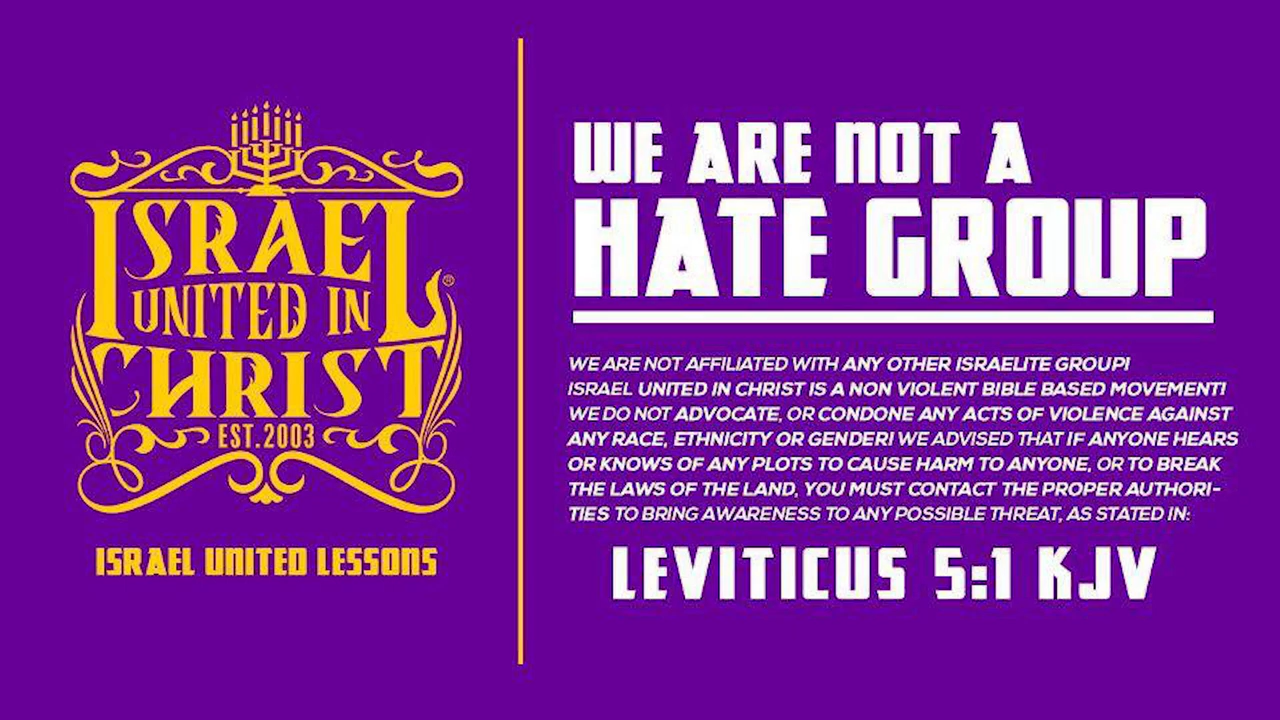 ISRAEL
UNITED IN
CHRIST
®
EST. 2003
ISRAEL UNITED LESSONS
WE ARE NOT A
HATE GROUP
WE ARE NOT AFFILIATED WITH ANY OTHER ISRAELITE GROUP!
ISRAEL UNITED IN CHRIST IS A NON VIOLENT BIBLE BASED MOVEMENT!
WE DO NOT ADVOCATE, OR CONDONE ANY ACTS OF VIOLENCE AGAINST
ANY RACE, ETHNICITY OR GENDER! WE ADVISED THAT IF ANYONE HEARS
OR KNOWS OF ANY PLOTS TO CAUSE HARM TO ANYONE, OR TO BREAK
THE LAWS OF THE LAND, YOU MUST CONTACT THE PROPER AUTHORI-
TIES TO BRING AWARENESS TO ANY POSSIBLE THREAT, AS STATED IN:
LEVITICUS 5:1 KJV